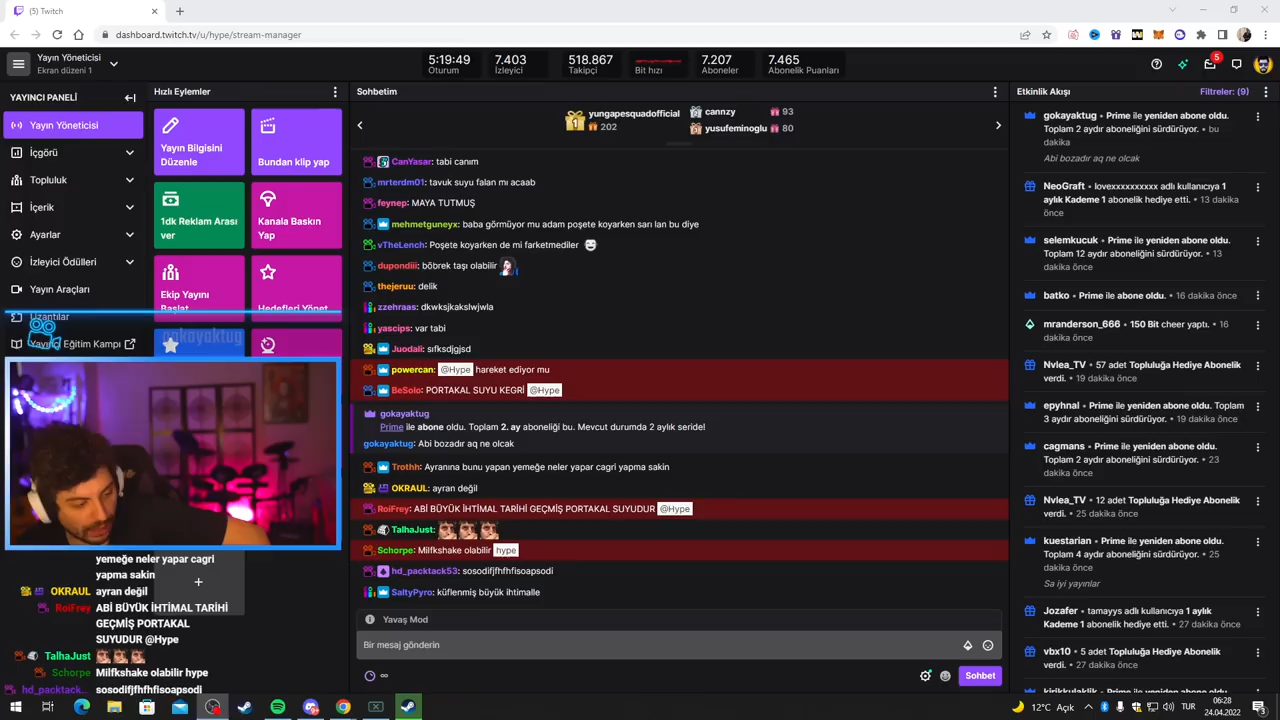 (5) Twitch
dashboard.twitch.tv/u/hype/stream-manager
Yayın Yöneticisi
Ekran düzeni 1
5:19:49
Oturum
7.403
İzleyici
518.867
Takipçi
Bit hızı
7.207
Aboneler
7.465
Abonelik Puanları
5
YAYINCI PANELİ
Yayın Yöneticisi
İçgörü
Topluluk
İçerik
Ayarlar
İzleyici Ödülleri
Yayın Araçları
Uzantılar
Yayıncı Eğitim Kampı
Hızlı Eylemler
Yayın Bilgisini
Düzenle
Bundan klip yap
1dk Reklam Arası
ver
Kanala Baskın
Yap
Ekip Yayını
Başlat
Hedefleri Yönet
gokayaktug
Sohbetim
yungapesquadofficial
202
cannzy 93
yusufeminoglu 80
CanYasar: tabi canım
mrterdm01: tavuk suyu falan mı acaab
feynep: MAYA TUTMUŞ
mehmetguneyx: baba görmüyor mu adam poşete koyarken sarı lan bu diye
vTheLench: Poşete koyarken de mi farketmediler
dupondiii: böbrek taşı olabilir
thejeruu: delik
zzehraas: dkwksjkakslwjwla
yascips: var tabi
Juodali: sıfksdjgjsd
powercan: @Hype hareket ediyor mu
BeSolo: PORTAKAL SUYU KEGRİ @Hype
gokayaktug
Prime ile abone oldu. Toplam 2. ay aboneliği bu. Mevcut durumda 2 aylık seride!
gokayaktug: Abi bozadır aq ne olcak
Trothh: Ayranına bunu yapan yemeğe neler yapar cagri yapma sakin
OKRAUL: ayran değil
RoiFrey: ABİ BÜYÜK İHTİMAL TARİHİ GEÇMİŞ PORTAKAL SUYUDUR @Hype
TalhaJust:
Schorpe: Milfkshake olabilir hype
hd_packtack53: sosodifjfhfhfisoapsodi
SaltyPyro: küflenmiş büyük ihtimalle
Yavaş Mod
Bir mesaj gönderin
Sohbet
Etkinlik Akışı
Filtreler: (9)
gokayaktug • Prime ile yeniden abone oldu.
Toplam 2 aydır aboneliğini sürdürüyor. • bu
dakika
Abi bozadır aq ne olcak
NeoGraft • lovexxxxxxxxxx adlı kullanıcıya 1
aylık Kademe 1 abonelik hediye etti. • 13 dakika
önce
selemkucuk • Prime ile yeniden abone oldu.
Toplam 12 aydır aboneliğini sürdürüyor. • 13
dakika önce
batko • Prime ile abone oldu. • 16 dakika önce
mranderson_666 • 150 Bit cheer yaptı. • 16
dakika önce
Nvlea_TV • 57 adet Topluluğa Hediye Abonelik
verdi. • 19 dakika önce
epyhnal • Prime ile yeniden abone oldu. Toplam
3 aydır aboneliğini sürdürüyor. • 19 dakika önce
cagmans • Prime ile yeniden abone oldu.
Toplam 2 aydır aboneliğini sürdürüyor. • 23
dakika önce
Nvlea_TV • 12 adet Topluluğa Hediye Abonelik
verdi. • 25 dakika önce
kuestarian • Prime ile yeniden abone oldu.
Toplam 4 aydır aboneliğini sürdürüyor. • 25
dakika önce
Sa iyi yayınlar
Jozafer • tamayys adlı kullanıcıya 1 aylık
Kademe 1 abonelik hediye etti. • 27 dakika önce
vbx10 • 5 adet Topluluğa Hediye Abonelik
verdi. • 27 dakika önce
kirikkulaklik • Prime ile yeniden abone oldu.
yemeğe neler yapar cagri
yapma sakin
OKRAUL ayran değil
RoiFrey ABİ BÜYÜK İHTİMAL TARİHİ
GEÇMİŞ PORTAKAL
SUYUDUR @Hype
TalhaJust
Schorpe Milfkshake olabilir hype
hd_packtack... sosodifjfhfhfisoapsodi
12°C Açık
TUR
06:28
24.04.2022
3